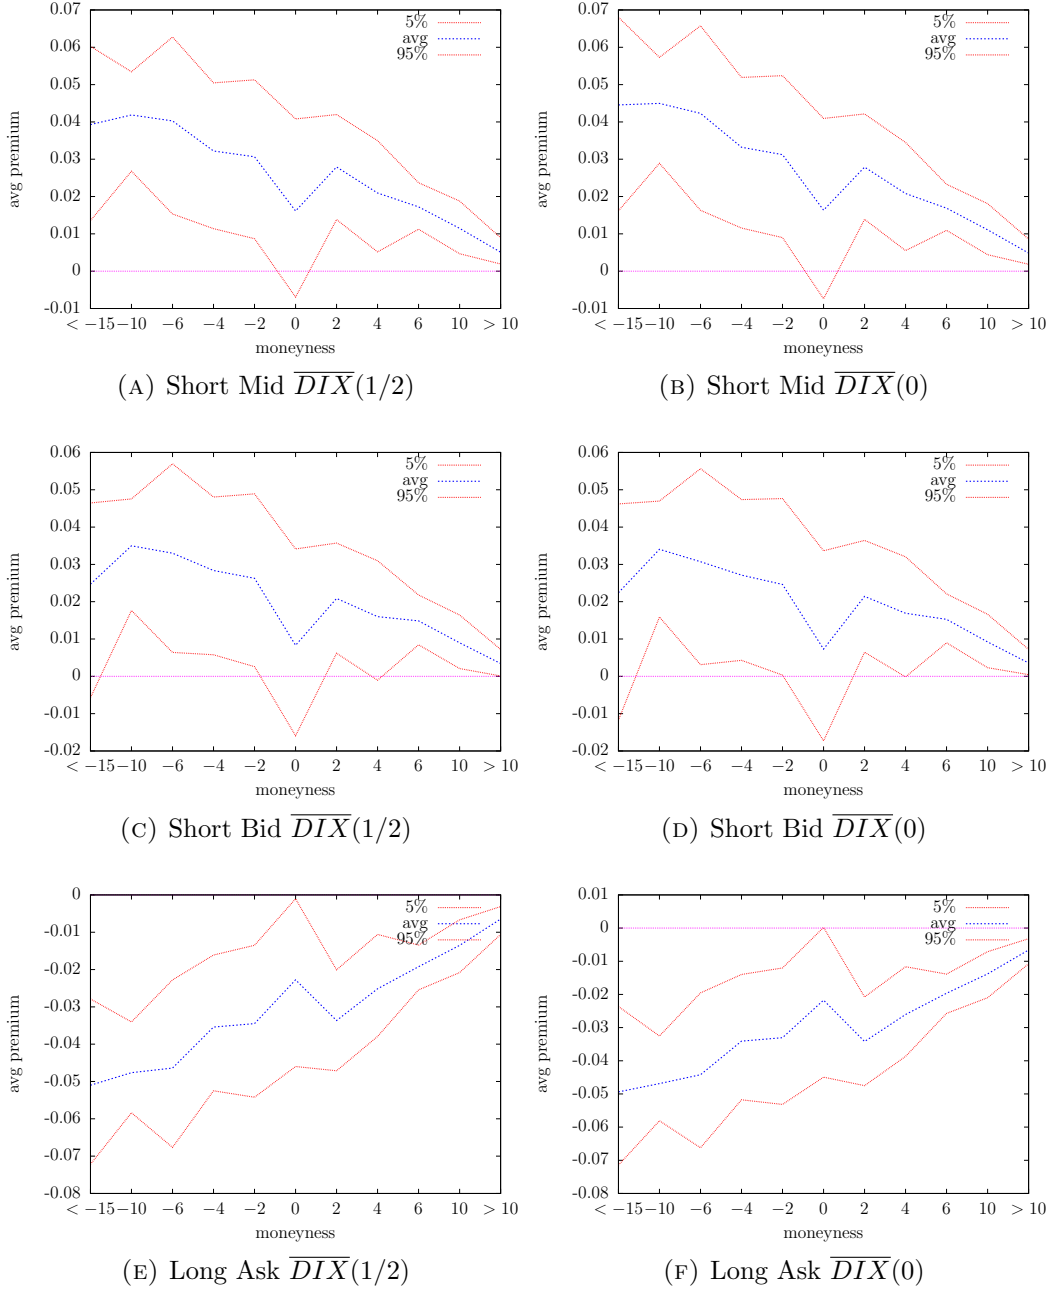 0.07
0.06
0.05
0.04
0.03
0.02
0.01
0
-0.01
avg premium
5%
avg
95%
< −15 −10 −6 −4 −2 0 2 4 6 10 > 10
moneyness
(A) Short Mid \overline{DIX}(1/2)
0.07
0.06
0.05
0.04
0.03
0.02
0.01
0
-0.01
avg premium
5%
avg
95%
< −15 −10 −6 −4 −2 0 2 4 6 10 > 10
moneyness
(B) Short Mid \overline{DIX}(0)
0.06
0.05
0.04
0.03
0.02
0.01
0
-0.01
-0.02
avg premium
5%
avg
95%
< −15 −10 −6 −4 −2 0 2 4 6 10 > 10
moneyness
(C) Short Bid \overline{DIX}(1/2)
0.06
0.05
0.04
0.03
0.02
0.01
0
-0.01
-0.02
avg premium
5%
avg
95%
< −15 −10 −6 −4 −2 0 2 4 6 10 > 10
moneyness
(D) Short Bid \overline{DIX}(0)
0
-0.01
-0.02
-0.03
-0.04
-0.05
-0.06
-0.07
-0.08
avg premium
5%
avg
95%
< −15 −10 −6 −4 −2 0 2 4 6 10 > 10
moneyness
(E) Long Ask \overline{DIX}(1/2)
0.01
0
-0.01
-0.02
-0.03
-0.04
-0.05
-0.06
-0.07
-0.08
avg premium
5%
avg
95%
< −15 −10 −6 −4 −2 0 2 4 6 10 > 10
moneyness
(F) Long Ask \overline{DIX}(0)